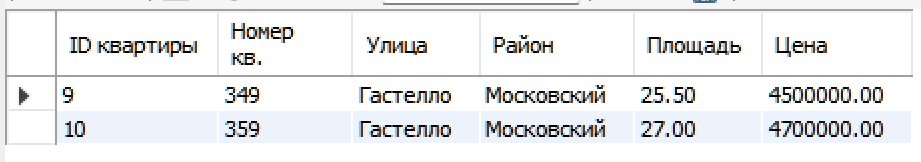 ID квартиры Номер кв. Улица Район Площадь Цена
9 349 Гастелло Московский 25.50 4500000.00
10 359 Гастелло Московский 27.00 4700000.00